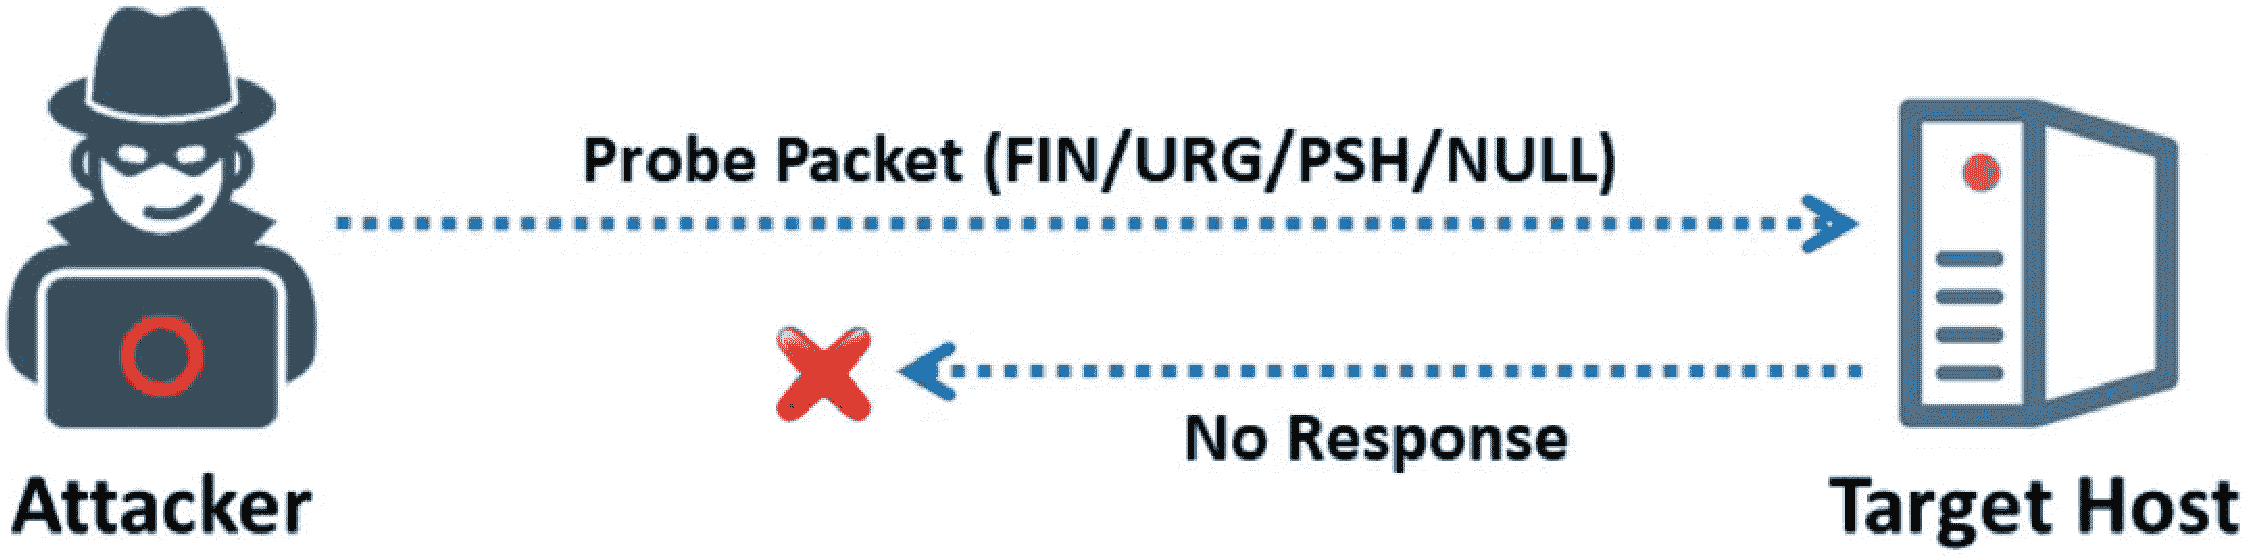 Probe Packet (FIN/URG/PSH/NULL)
No Response
Attacker
Target Host